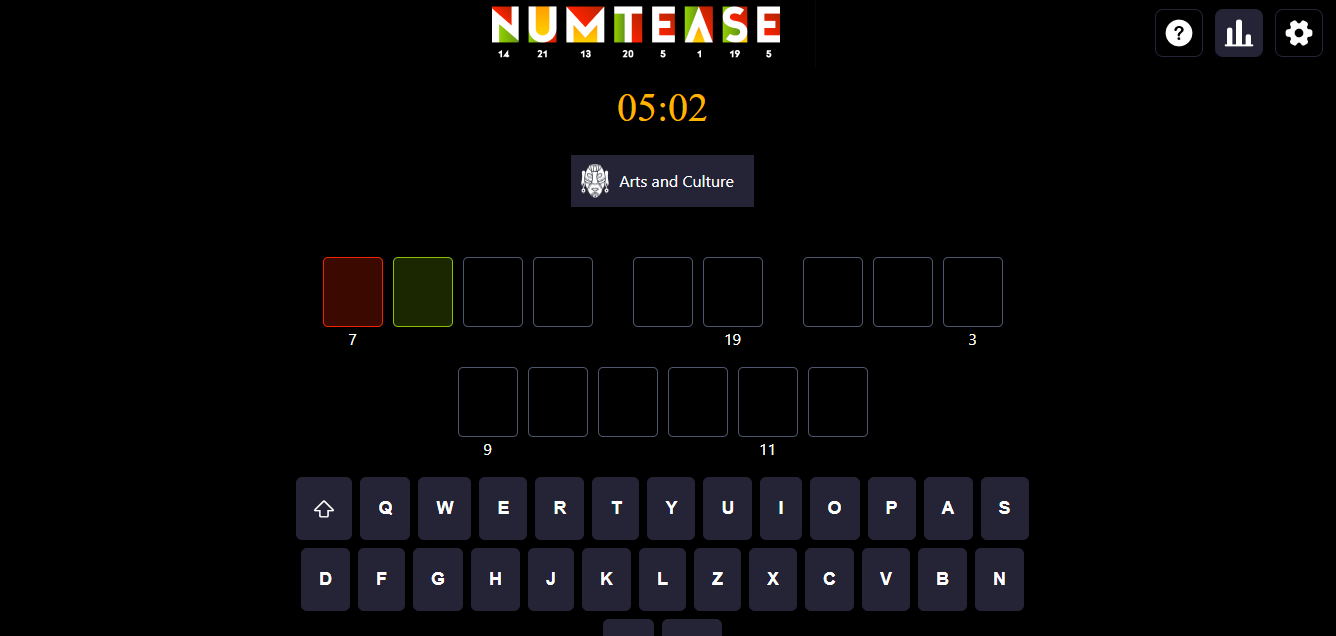 NUMTEASE
14 21 13 20 5 1 19 5
?
05:02
Arts and Culture
7 19 3
9 11
Q W E R T Y U I O P A S
D F G H J K L Z X C V B N